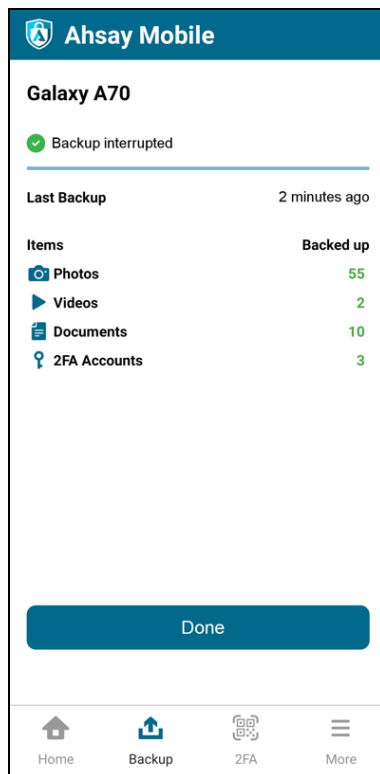 Ahsay Mobile
Galaxy A70
Backup interrupted
Last Backup 2 minutes ago
Items Backed up
Photos 55
Videos 2
Documents 10
2FA Accounts 3
Done
Home Backup 2FA More